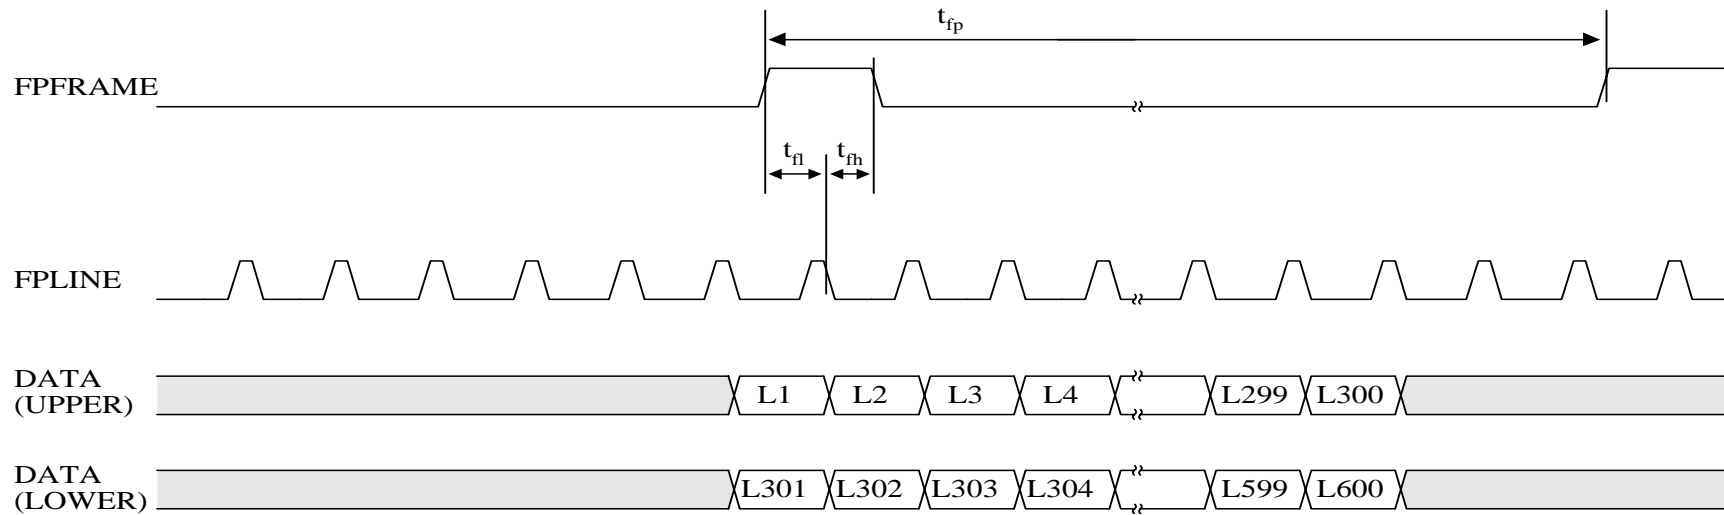 tfp
FPFRAME
tfl tfh
FPLINE
DATA
(UPPER)
L1 L2 L3 L4 L299 L300
DATA
(LOWER)
L301 L302 L303 L304 L599 L600